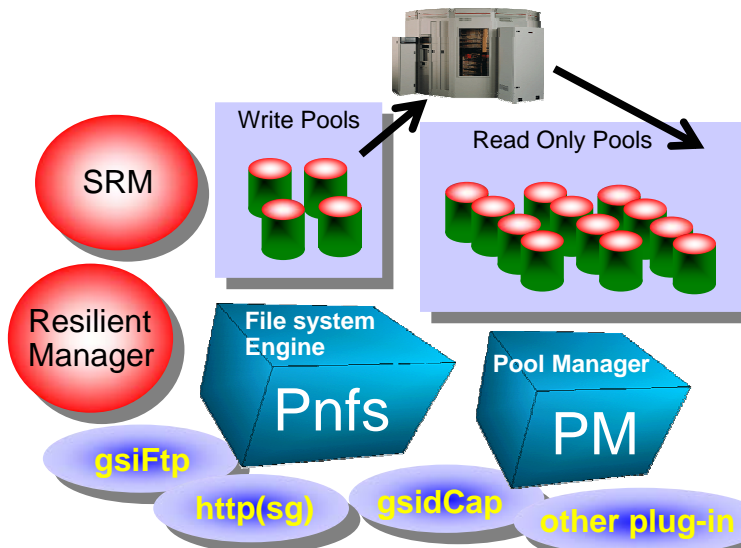 Write Pools
Read Only Pools
SRM
Resilient
Manager
File system
Engine
Pnfs
Pool Manager
PM
gsiFtp
http(sg)
gsidCap
other plug-in